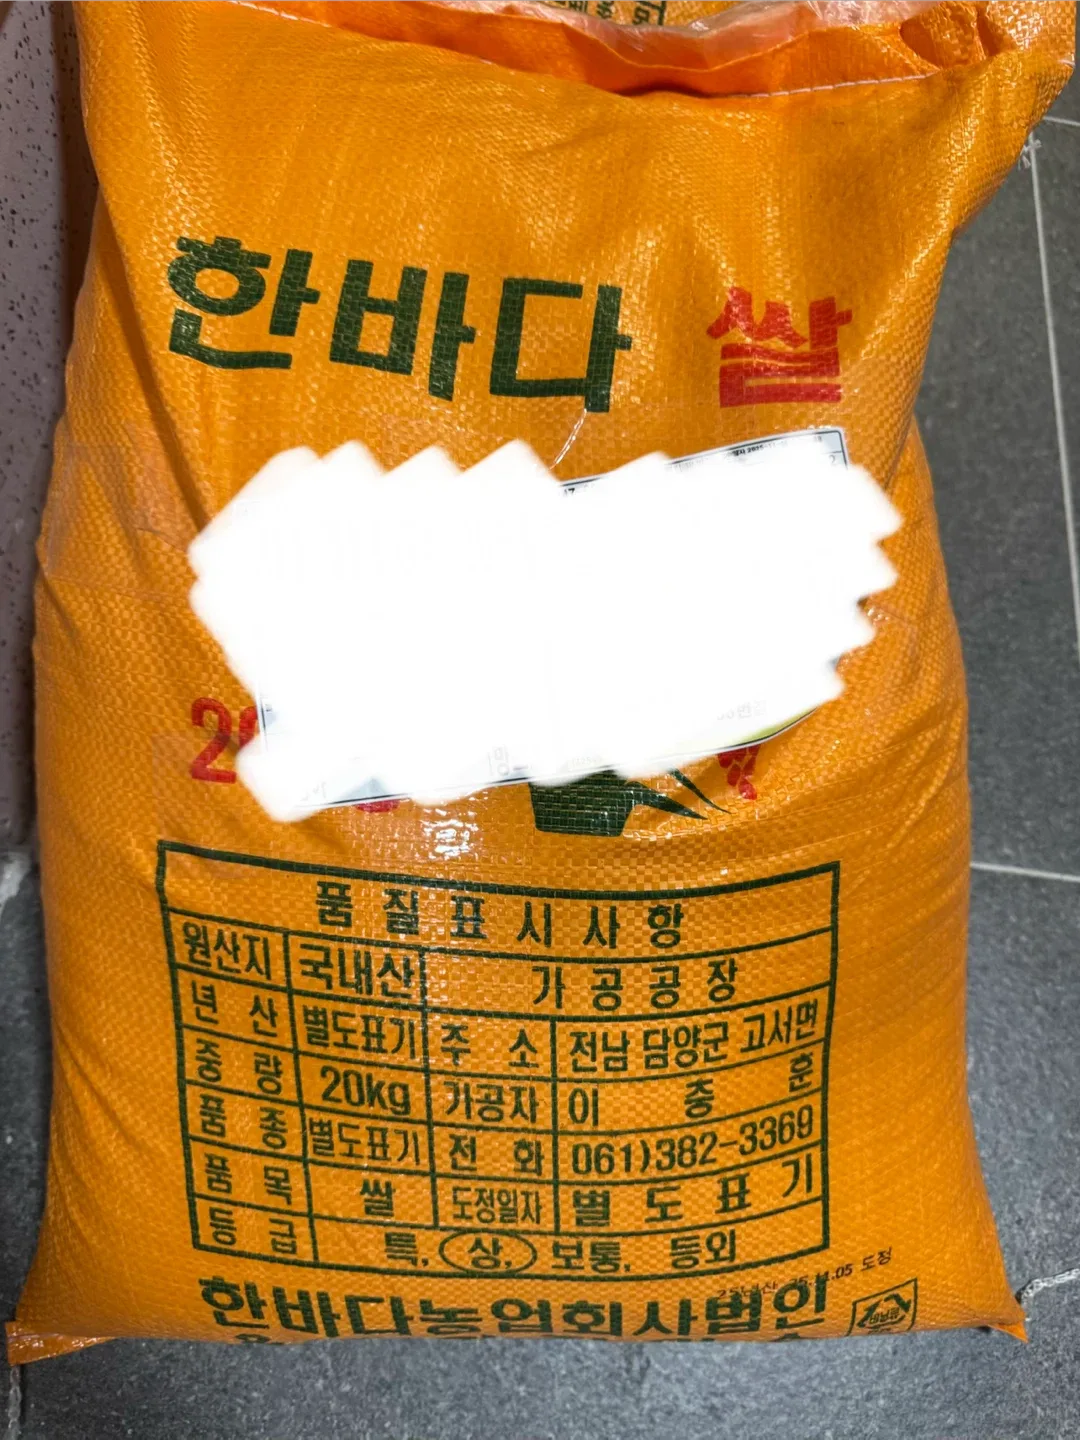 한바다 쌀
품질표시사항
원산지 국내산 가공공장
년산 별도표기 주소 전남 담양군 고서면
중량 20kg 가공자 이충훈
품종 별도표기 전화 061)382-3369
품목 쌀 도정일자 별도표기
등급 특, 상, 보통, 등외
도정
한바다농업회사법인